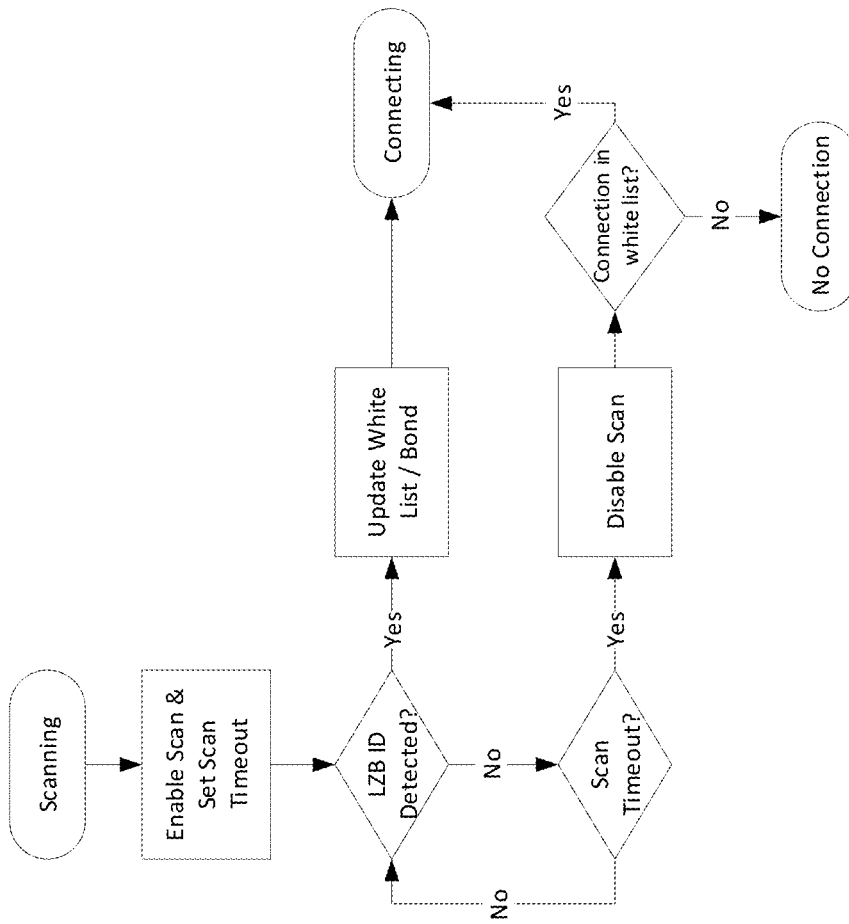 Scanning
Enable Scan &
Set Scan
Timeout
LZB ID
Detected?
Yes
Update White
List / Bond
Connecting
No
Scan
Timeout?
No
Yes
Disable Scan
Connection in
white list?
Yes
No
No Connection